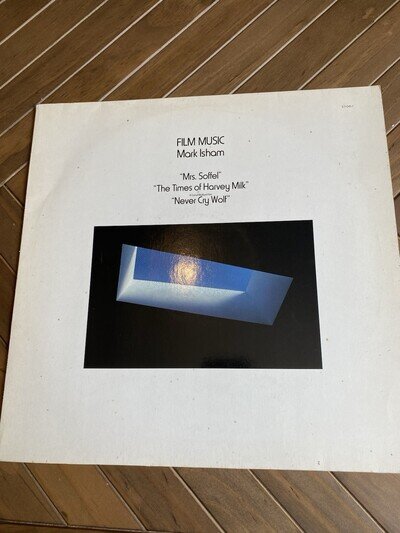 FILM MUSIC
Mark Isham
"Mrs. Soffel"
"The Times of Harvey Milk"
"Never Cry Wolf"